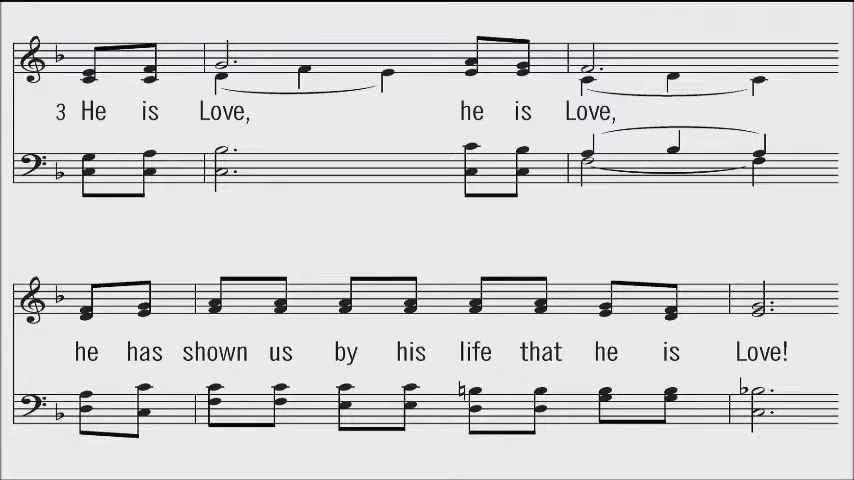 3 He is Love, he is Love,
he has shown us by his life that he is Love!